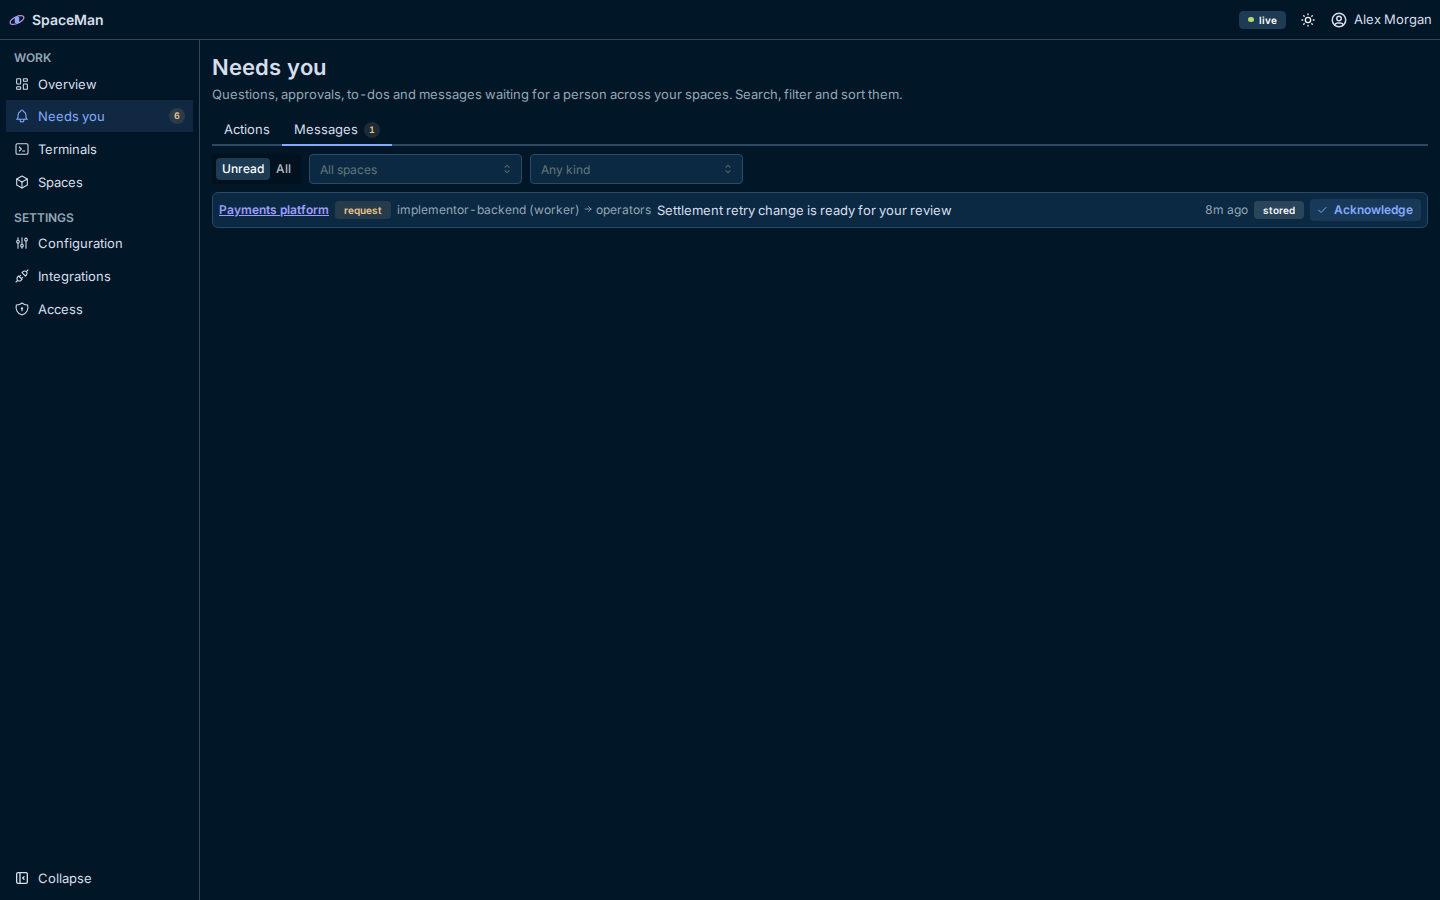 SpaceMan
live
Alex Morgan
WORK
Overview
Needs you 6
Terminals
Spaces
SETTINGS
Configuration
Integrations
Access
Collapse
Needs you
Questions, approvals, to-dos and messages waiting for a person across your spaces. Search, filter and sort them.
Actions Messages 1
Unread All All spaces Any kind
Payments platform request implementor-backend (worker) → operators Settlement retry change is ready for your review 8m ago stored Acknowledge